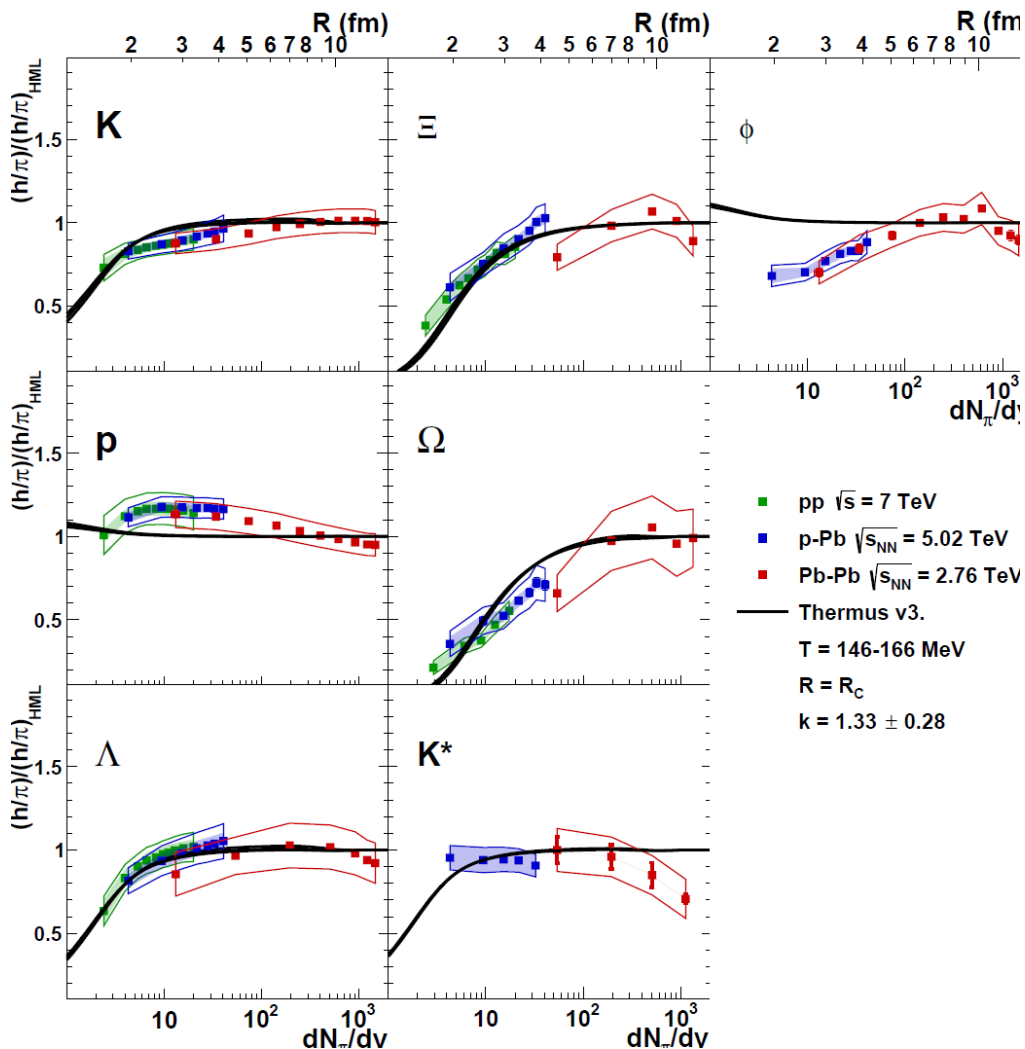 R (fm) R (fm) R (fm
2 3 4 5 6 7 8 10 2 3 4 5 6 7 8 10 2 3 4 5 6 7 8 10
(h/π)/(h/π)HML
K Ξ ϕ
1.5
1
0.5
10 10² 10³
dNπ/dy
(h/π)/(h/π)HML
p Ω
1.5
1
0.5
pp √s = 7 TeV
p-Pb √sNN = 5.02 TeV
Pb-Pb √sNN = 2.76 TeV
Thermus v3.
T = 146-166 MeV
R = RC
k = 1.33 ± 0.28
(h/π)/(h/π)HML
Λ K*
1.5
1
0.5
10 10² 10³ 10 10² 10³
dNπ/dy dNπ/dy